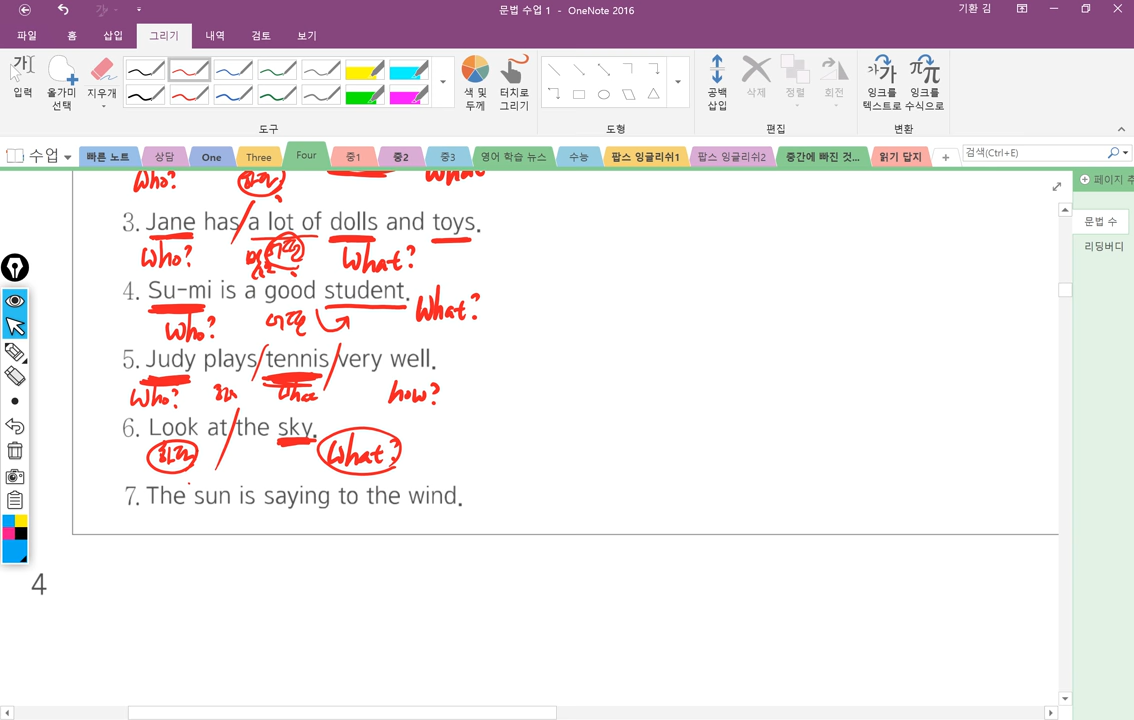 문법 수업 1 - OneNote 2016
기환 김
파일 홈 삽입 그리기 내역 검토 보기
입력
올가미 선택
지우개
색 및 두께
터치로 그리기
공백 삽입
삭제
정렬
회전
잉크를 텍스트로
잉크를 수식으로
도구 도형 편집 변환
수업 빠른 노트 상담 One Three Four 중1 중2 중3 영어 학습 뉴스 수능 팝스 잉글리쉬1 팝스 잉글리쉬2 중간에 빠진 것... 읽기 답지 +
검색(Ctrl+E)
페이지 추
문법 수
리딩버디
Who? What
3. Jane has a lot of dolls and toys.
Who? What?
4. Su-mi is a good student.
What?
Who?
5. Judy plays tennis very well.
Who? What how?
6. Look at the sky.
What?
7. The sun is saying to the wind.
4